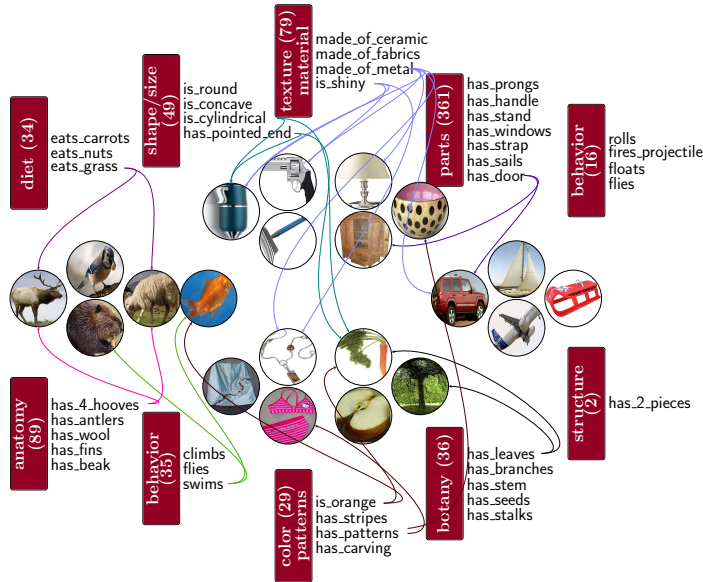 texture (79)
material
made_of_ceramic
made_of_fabrics
made_of_metal
is_shiny
shape/size
(49)
is_round
is_concave
is_cylindrical
has_pointed_end
parts (361)
has_prongs
has_handle
has_stand
has_windows
has_strap
has_sails
has_door
diet (34)
eats_carrots
eats_nuts
eats_grass
behavior
(16)
rolls
fires_projectile
floats
flies
anatomy
(89)
has_4_hooves
has_antlers
has_wool
has_fins
has_beak
behavior
(35)
climbs
flies
swims
color (29)
patterns
is_orange
has_stripes
has_patterns
has_carving
botany (36)
has_leaves
has_branches
has_stem
has_seeds
has_stalks
structure
(2)
has_2_pieces